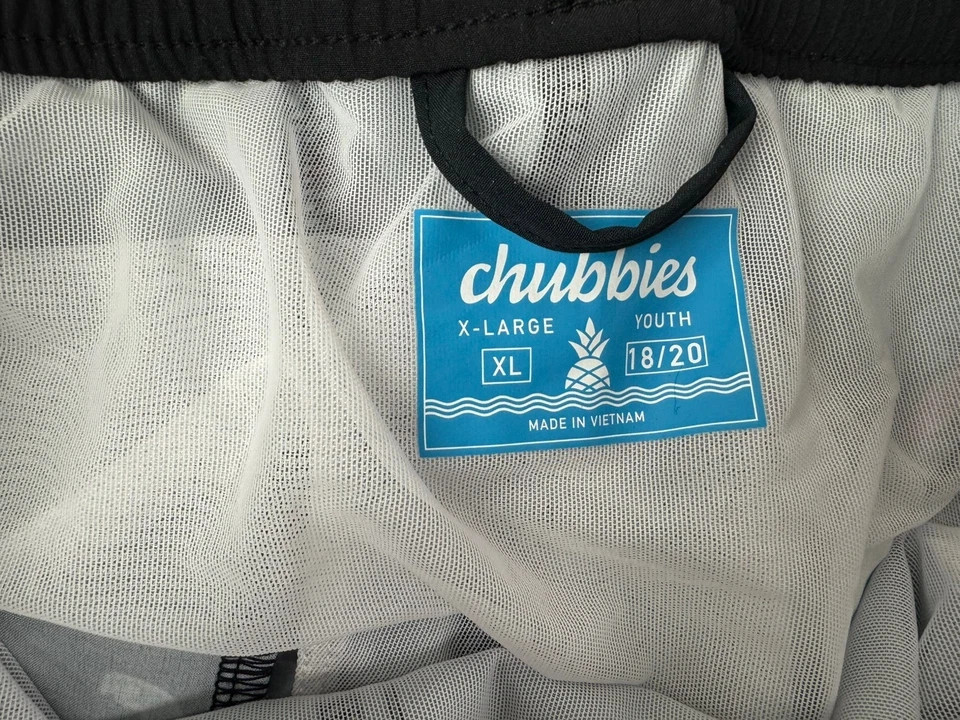 chubbies
X-LARGE YOUTH
XL 18/20
MADE IN VIETNAM